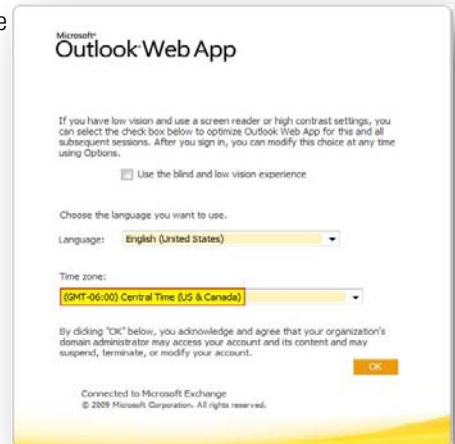 e
Microsoft®
Outlook Web App
If you have low vision and use a screen reader or high contrast settings, you
can select the check box below to optimize Outlook Web App for this and all
subsequent sessions. After you sign in, you can modify this choice at any time
using Options.
Use the blind and low vision experience
Choose the language you want to use.
Language: English (United States)
Time zone:
(GMT-06:00) Central Time (US & Canada)
By clicking "OK" below, you acknowledge and agree that your organization's
domain administrator may access your account and its content and may
suspend, terminate, or modify your account.
OK
Connected to Microsoft Exchange
© 2009 Microsoft Corporation. All rights reserved.